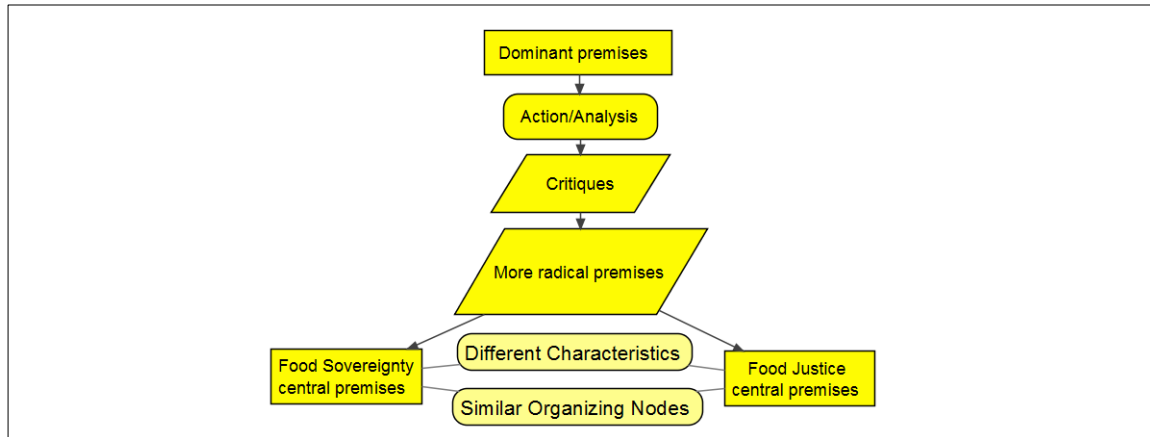 Dominant premises
Action/Analysis
Critiques
More radical premises
Different Characteristics
Food Sovereignty
central premises
Food Justice
central premises
Similar Organizing Nodes